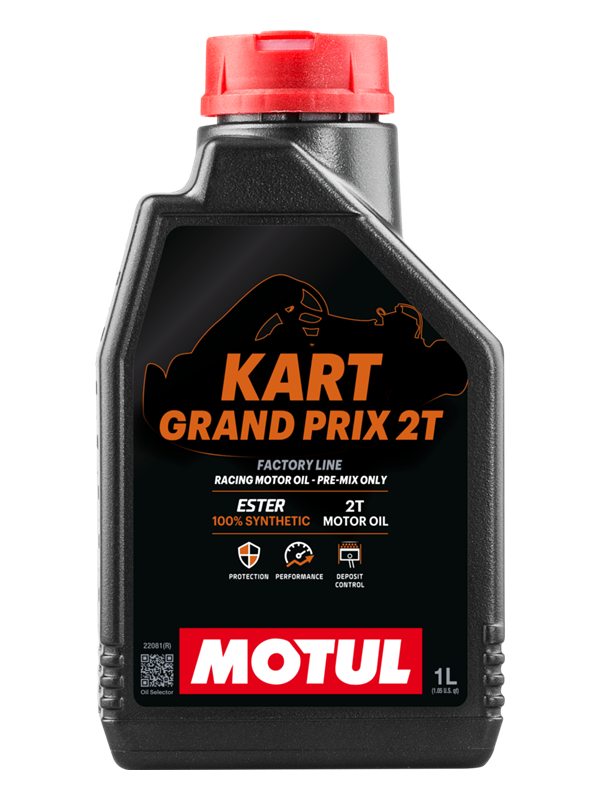 KART
GRAND PRIX 2T
FACTORY LINE
RACING MOTOR OIL - PRE-MIX ONLY
ESTER
100% SYNTHETIC
2T
MOTOR OIL
PROTECTION
PERFORMANCE
DEPOSIT
CONTROL
22081(R)
Oil Selector
MOTUL
1L
(1.05 U.S. qt)